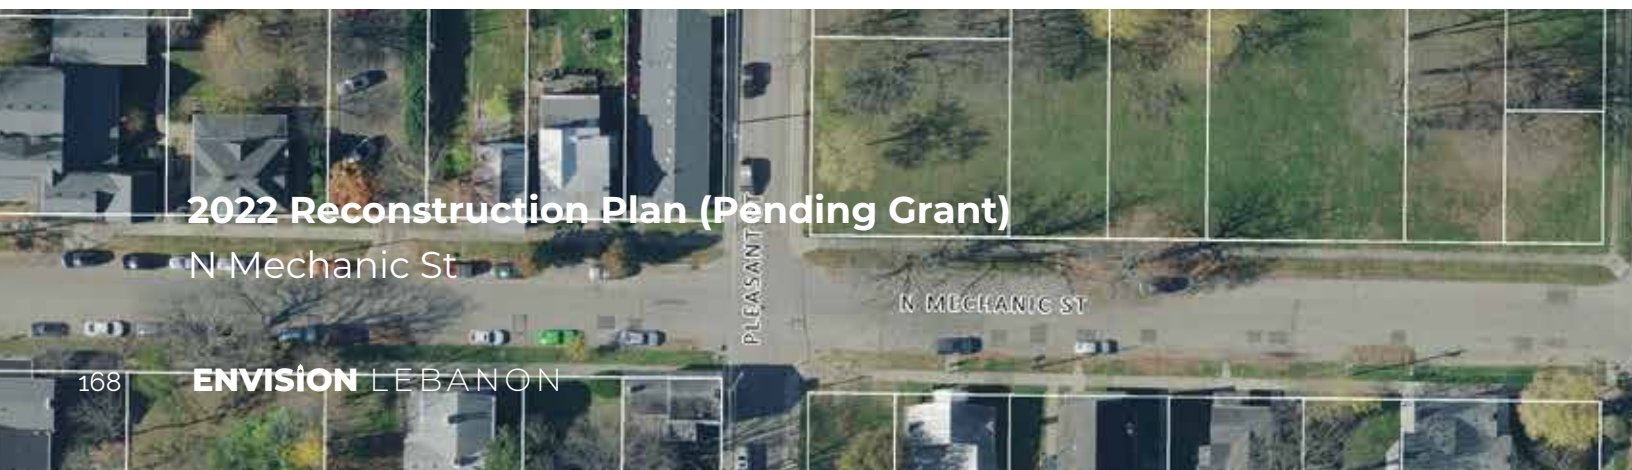 2022 Reconstruction Plan (Pending Grant)
N Mechanic St
PLEASANT ST
N MECHANIC ST
168
ENVISION LEBANON